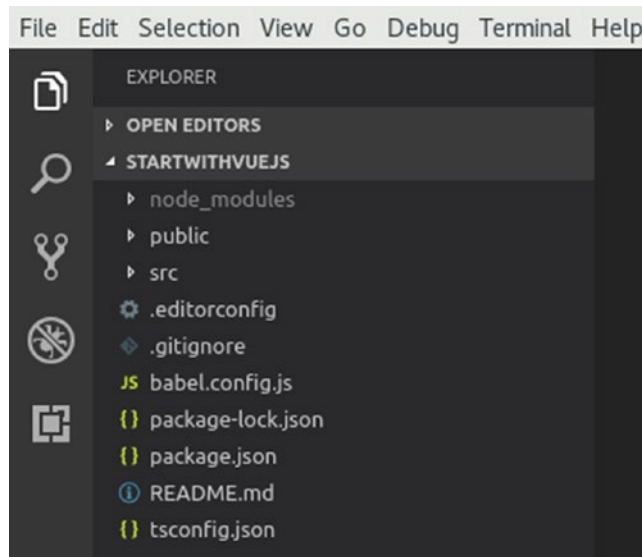 File Edit Selection View Go Debug Terminal Help
EXPLORER
OPEN EDITORS
STARTWITHVUEJS
node_modules
public
src
.editorconfig
.gitignore
JS babel.config.js
{} package-lock.json
{} package.json
README.md
{} tsconfig.json